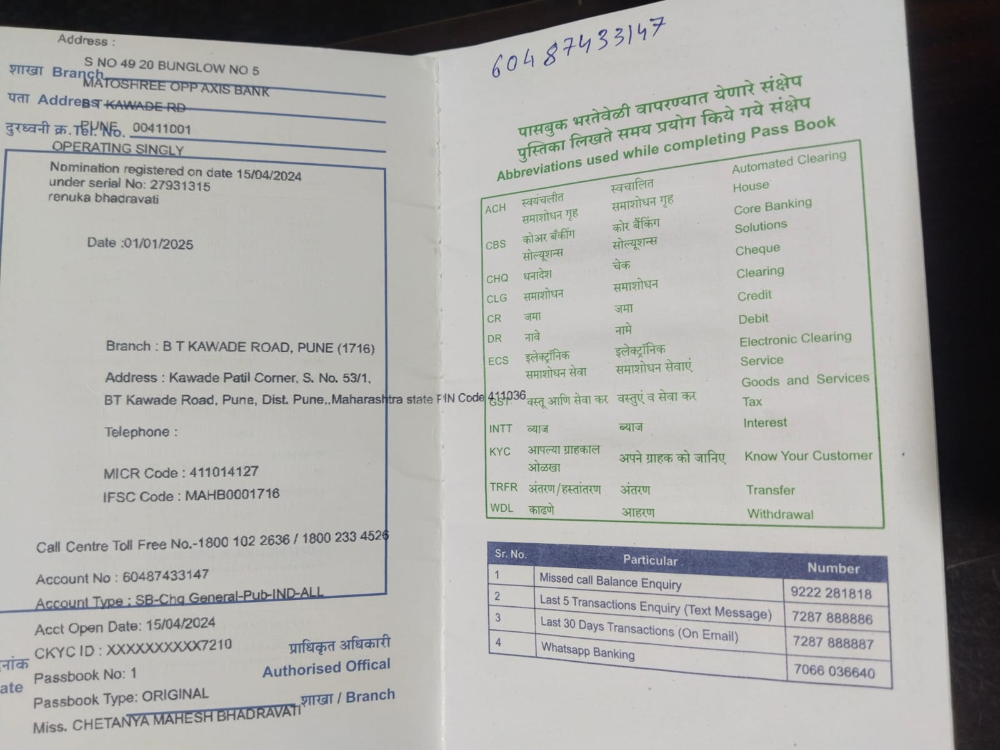 Address :
S NO 49 20 BUNGLOW NO 5
शाखा Branch
MATOSHREE OPP AXIS BANK
पता Address
B T KAWADE RD
PUNE 00411001
दुरध्वनी क्र.Tel. No.
OPERATING SINGLY
Nomination registered on date 15/04/2024
under serial No: 27931315
renuka bhadravati
Date :01/01/2025
Branch : B T KAWADE ROAD, PUNE (1716)
Address : Kawade Patil Corner, S. No. 53/1,
BT Kawade Road, Pune, Dist. Pune,,Maharashtra state PIN Code 411036
Telephone :
MICR Code : 411014127
IFSC Code : MAHB0001716
Call Centre Toll Free No.-1800 102 2636 / 1800 233 4526
Account No : 60487433147
Account Type : SB-Chq General-Pub-IND-ALL
Acct Open Date: 15/04/2024
CKYC ID : XXXXXXXXXX7210
प्राधिकृत अधिकारी
नांक
Passbook No: 1
Authorised Offical
ate
Passbook Type: ORIGINAL
शाखा / Branch
Miss. CHETANYA MAHESH BHADRAVATI
60487433147
पासबुक भरतेवेळी वापरण्यात येणारे संक्षेप
पुस्तिका लिखते समय प्रयोग किये गये संक्षेप
Abbreviations used while completing Pass Book
ACH स्वयंचलीत समाशोधन गृह स्वचालित समाशोधन गृह Automated Clearing House
CBS कोअर बँकींग सोल्यूशन्स कोर बैंकिंग सोल्यूशन्स Core Banking Solutions
CHQ धनादेश चेक Cheque
CLG समाशोधन समाशोधन Clearing
CR जमा जमा Credit
DR नावे नामे Debit
ECS इलेक्ट्रॉनिक समाशोधन सेवा इलेक्ट्रॉनिक समाशोधन सेवाएं Electronic Clearing Service
GST वस्तू आणि सेवा कर वस्तुएं व सेवा कर Goods and Services Tax
INTT व्याज ब्याज Interest
KYC आपल्या ग्राहकाल ओळखा अपने ग्राहक को जानिए Know Your Customer
TRFR अंतरण/हस्तांतरण अंतरण Transfer
WDL काढणे आहरण Withdrawal
Sr. No. Particular Number
1 Missed call Balance Enquiry 9222 281818
2 Last 5 Transactions Enquiry (Text Message) 7287 888886
3 Last 30 Days Transactions (On Email) 7287 888887
4 Whatsapp Banking 7066 036640